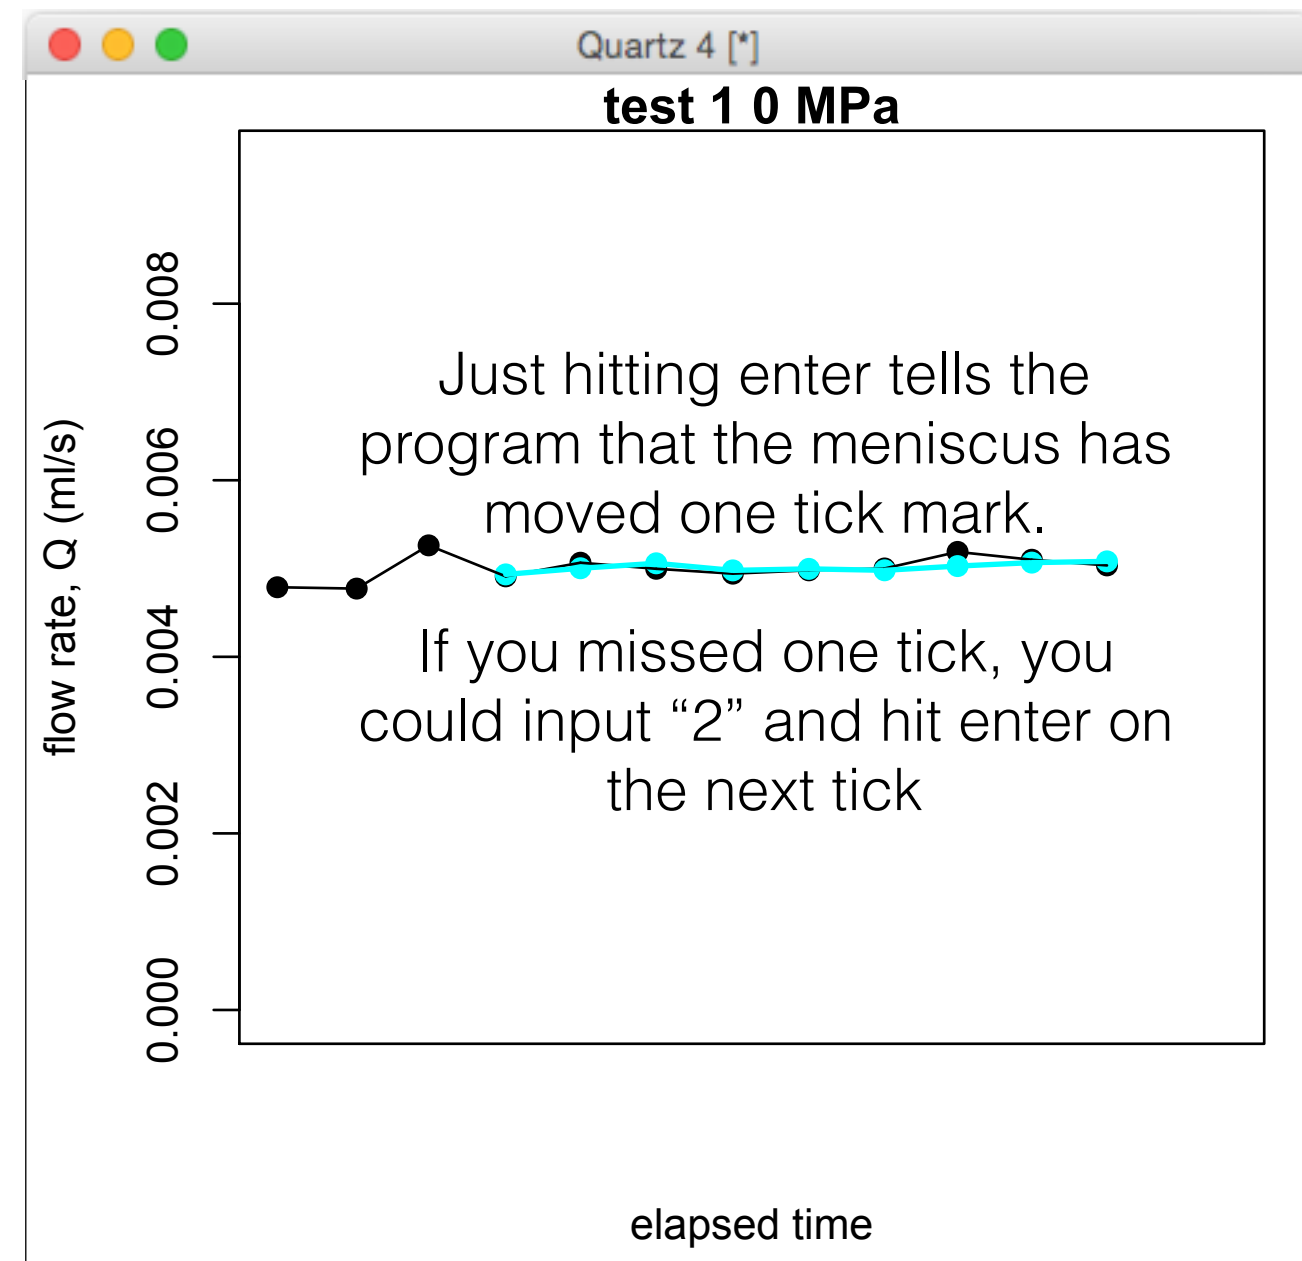 Quartz 4 [*]
test 1 0 MPa
0.008
0.006
0.004
0.002
0.000
flow rate, Q (ml/s)
Just hitting enter tells the
program that the meniscus has
moved one tick mark.
If you missed one tick, you
could input “2” and hit enter on
the next tick
elapsed time